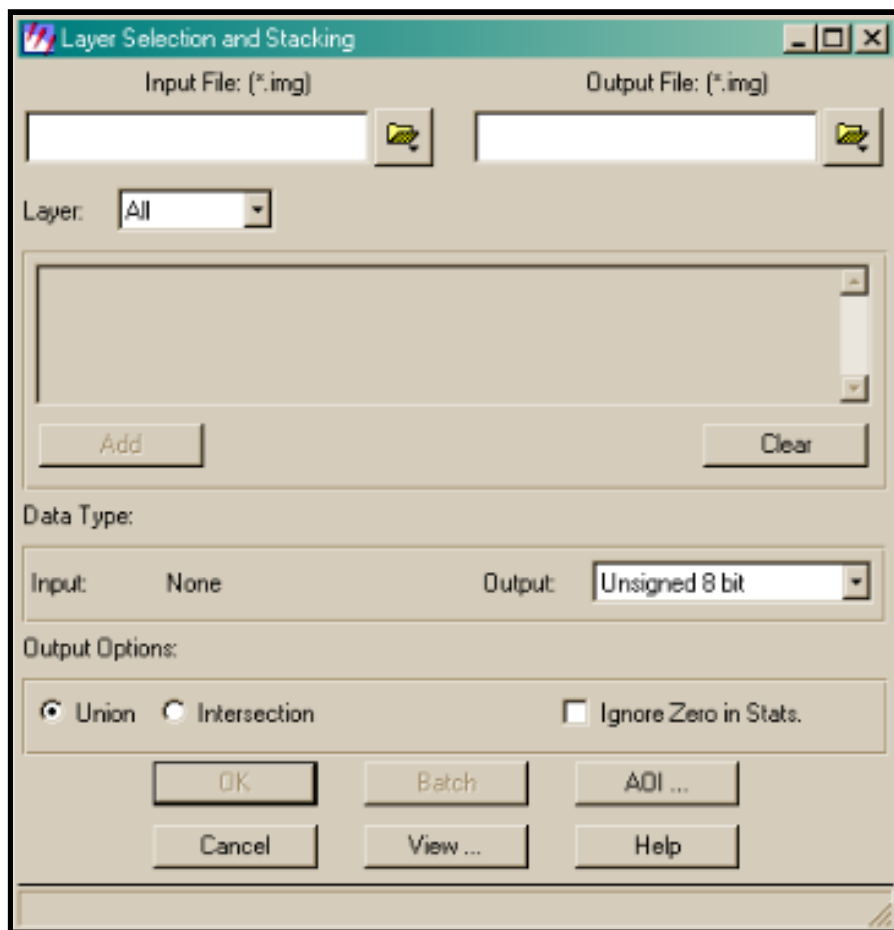 Layer Selection and Stacking
Input File: (*.img) Output File: (*.img)
Layer: All
Add Clear
Data Type:
Input: None Output: Unsigned 8 bit
Output Options:
Union Intersection Ignore Zero in Stats.
OK Batch AOI ...
Cancel View ... Help